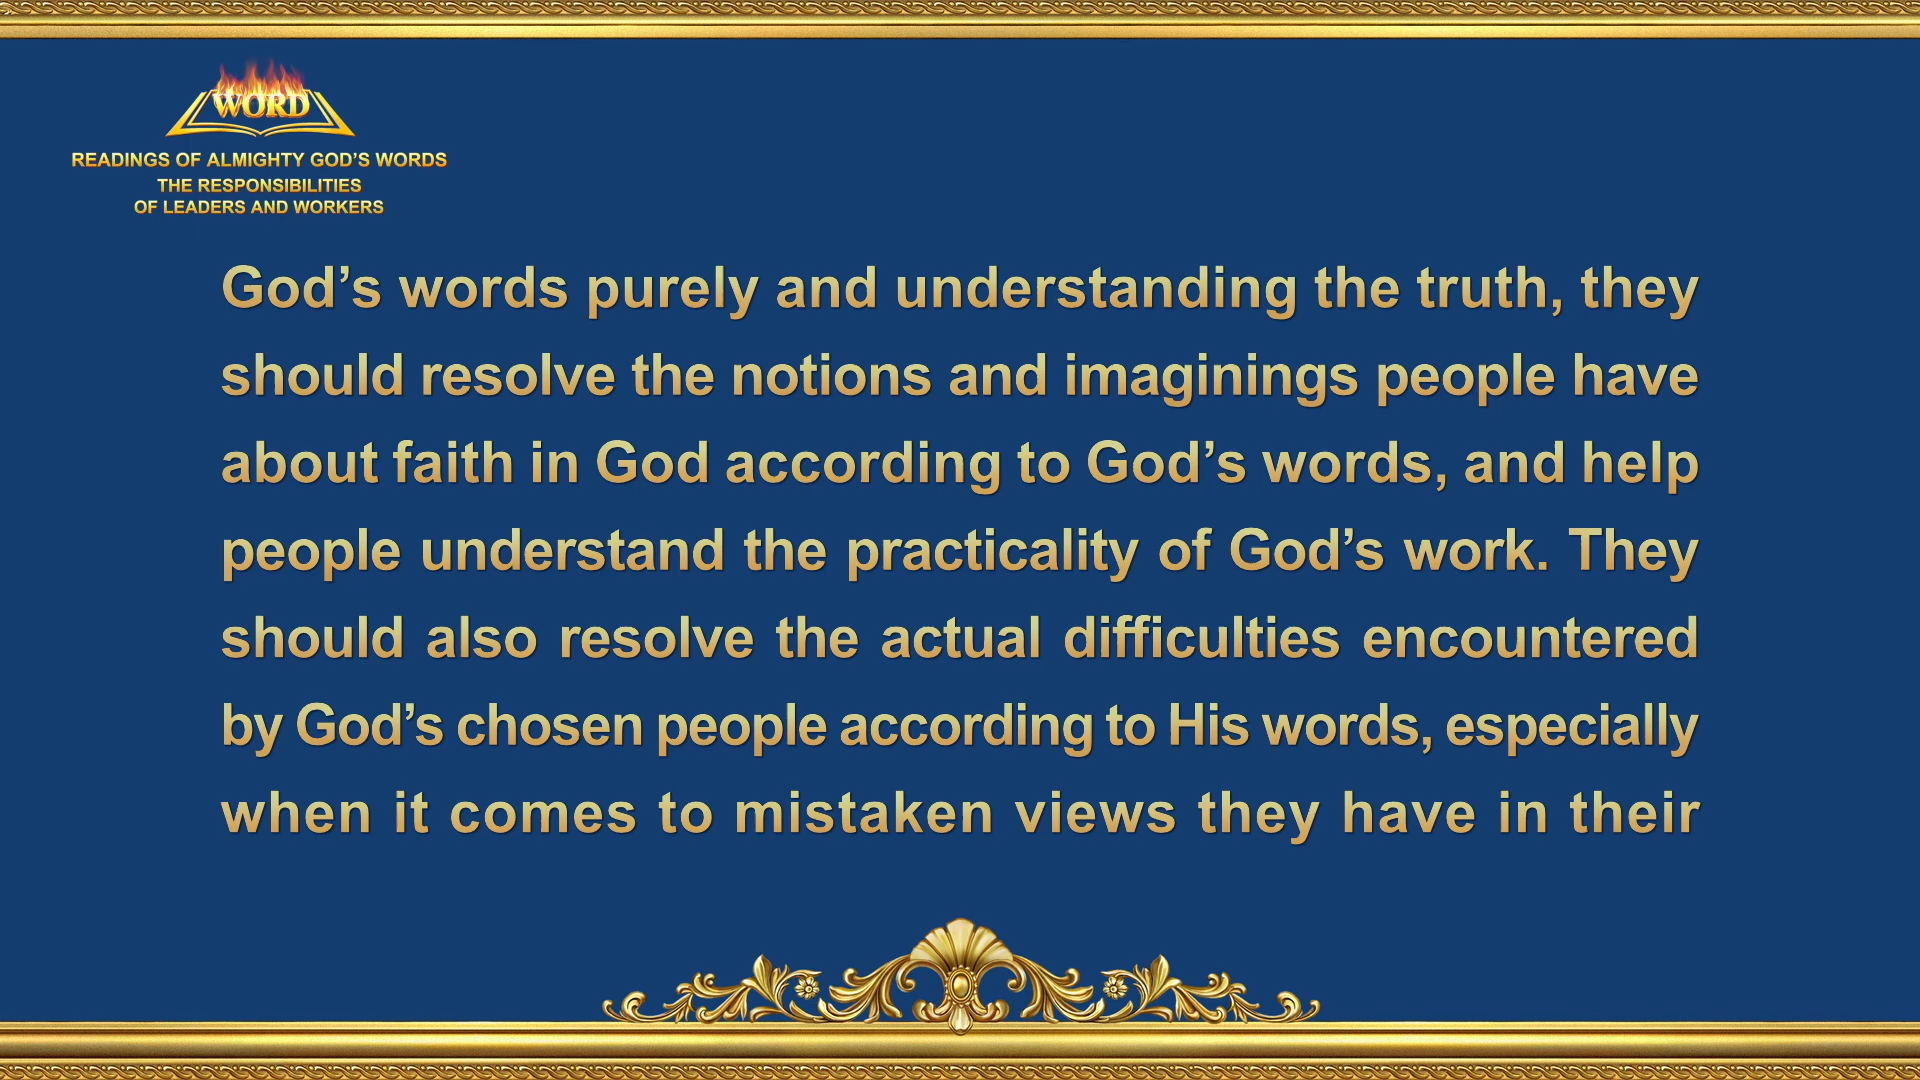 WORD
READINGS OF ALMIGHTY GOD’S WORDS
THE RESPONSIBILITIES
OF LEADERS AND WORKERS
God’s words purely and understanding the truth, they
should resolve the notions and imaginings people have
about faith in God according to God’s words, and help
people understand the practicality of God’s work. They
should also resolve the actual difficulties encountered
by God’s chosen people according to His words, especially
when it comes to mistaken views they have in their